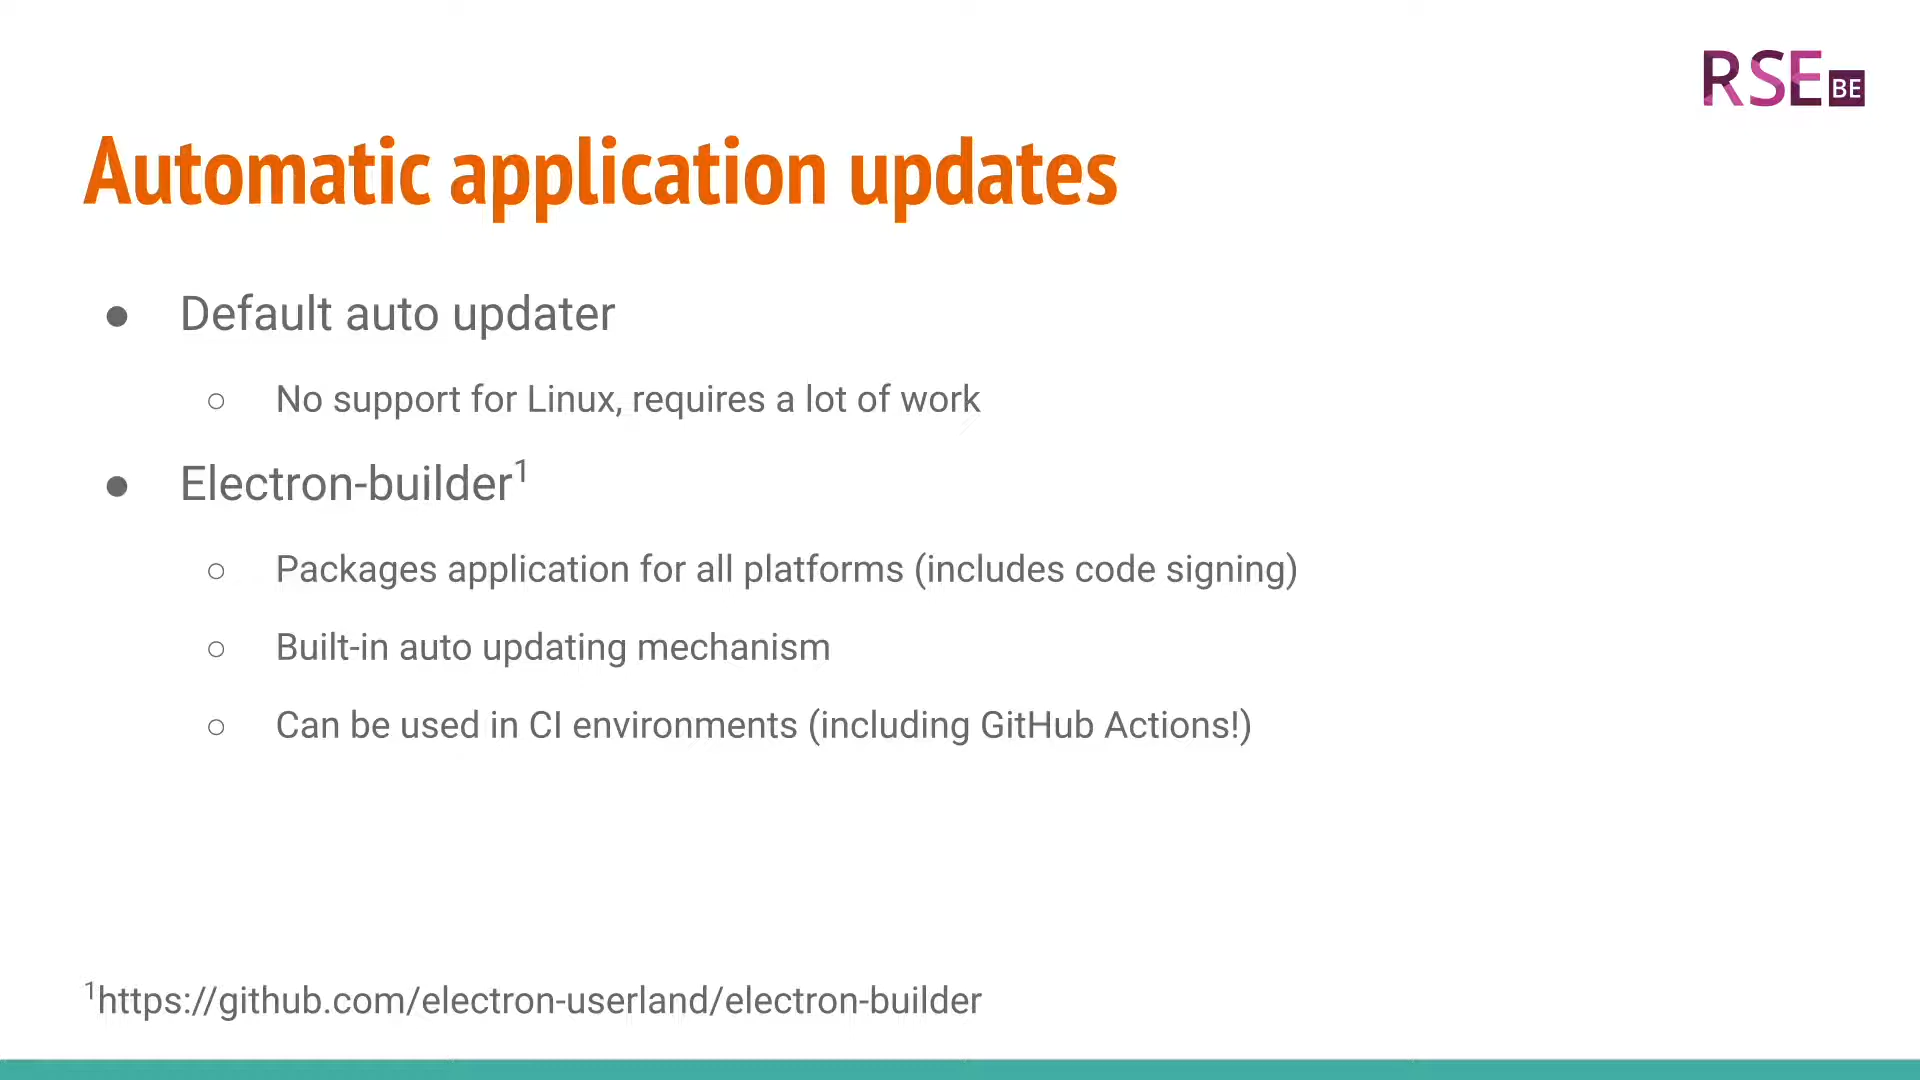 RSE BE
Automatic application updates
● Default auto updater
○ No support for Linux, requires a lot of work
● Electron-builder¹
○ Packages application for all platforms (includes code signing)
○ Built-in auto updating mechanism
○ Can be used in CI environments (including GitHub Actions!)
¹https://github.com/electron-userland/electron-builder